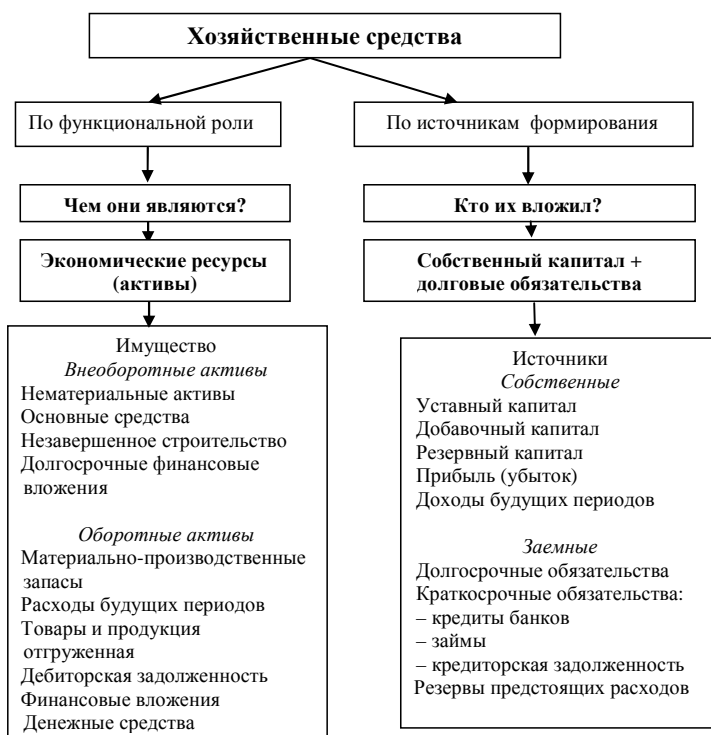 Хозяйственные средства
По функциональной роли
По источникам формирования
Чем они являются?
Кто их вложил?
Экономические ресурсы
(активы)
Собственный капитал +
долговые обязательства
Имущество
Внеоборотные активы
Нематериальные активы
Основные средства
Незавершенное строительство
Долгосрочные финансовые
вложения
Оборотные активы
Материально-производственные
запасы
Расходы будущих периодов
Товары и продукция
отгруженная
Дебиторская задолженность
Финансовые вложения
Денежные средства
Источники
Собственные
Уставный капитал
Добавочный капитал
Резервный капитал
Прибыль (убыток)
Доходы будущих периодов
Заемные
Долгосрочные обязательства
Краткосрочные обязательства:
– кредиты банков
– займы
– кредиторская задолженность
Резервы предстоящих расходов